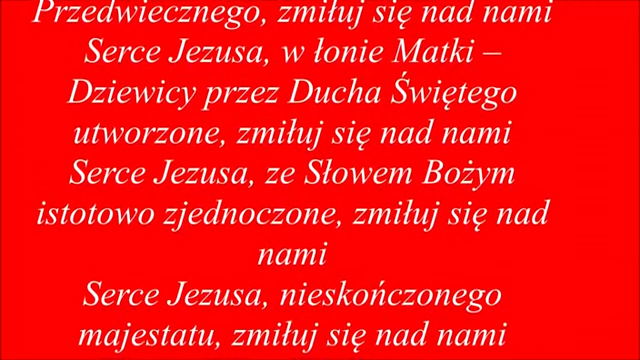 Przedwiecznego, zmiłuj się nad nami
Serce Jezusa, w łonie Matki –
Dziewicy przez Ducha Świętego
utworzone, zmiłuj się nad nami
Serce Jezusa, ze Słowem Bożym
istotowo zjednoczone, zmiłuj się nad
nami
Serce Jezusa, nieskończonego
majestatu, zmiłuj się nad nami